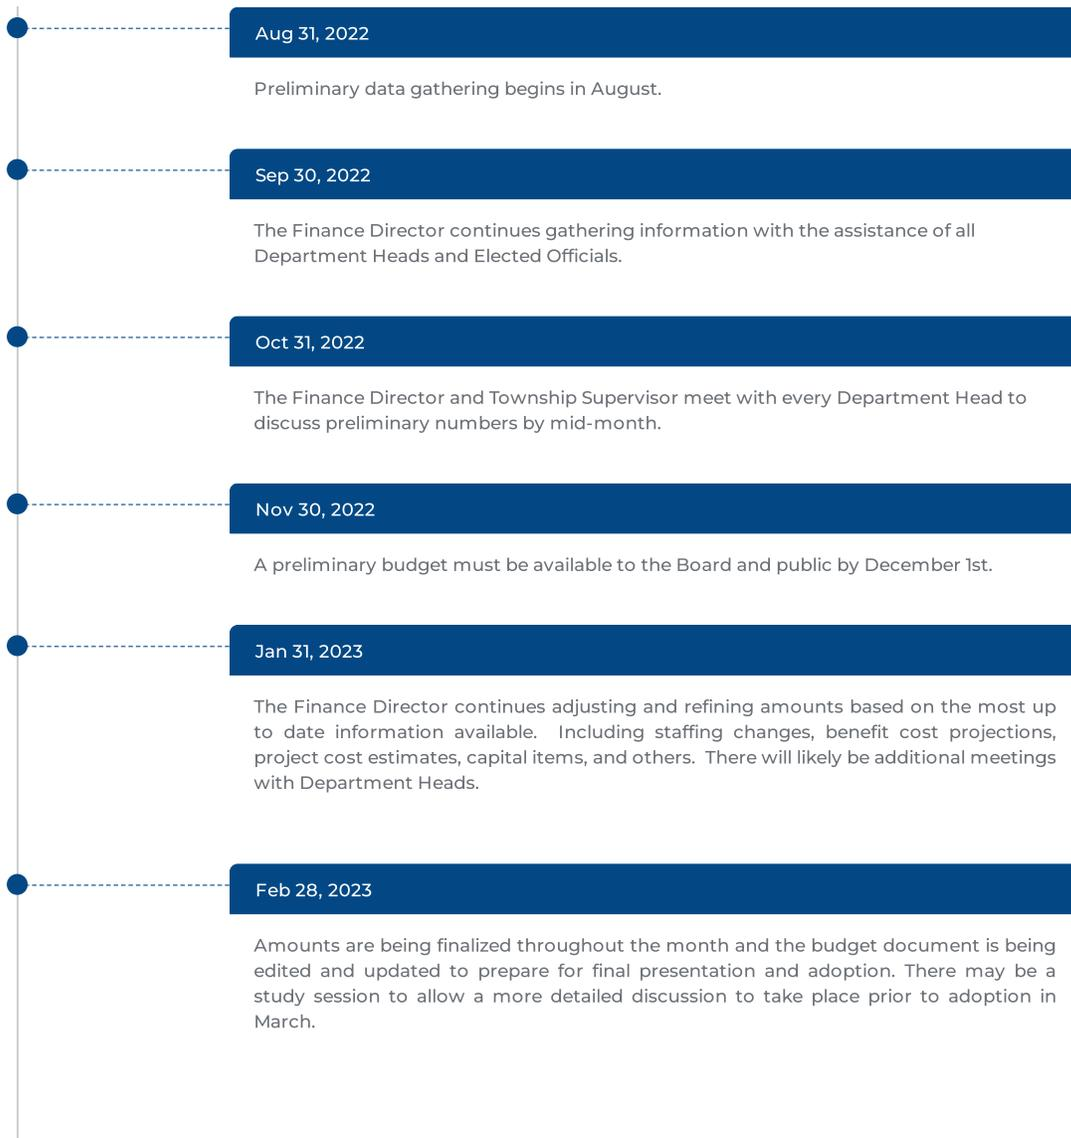 Aug 31, 2022
Preliminary data gathering begins in August.
Sep 30, 2022
The Finance Director continues gathering information with the assistance of all
Department Heads and Elected Officials.
Oct 31, 2022
The Finance Director and Township Supervisor meet with every Department Head to
discuss preliminary numbers by mid-month.
Nov 30, 2022
A preliminary budget must be available to the Board and public by December 1st.
Jan 31, 2023
The Finance Director continues adjusting and refining amounts based on the most up
to date information available.  Including staffing changes, benefit cost projections,
project cost estimates, capital items, and others.  There will likely be additional meetings
with Department Heads.
Feb 28, 2023
Amounts are being finalized throughout the month and the budget document is being
edited and updated to prepare for final presentation and adoption. There may be a
study session to allow a more detailed discussion to take place prior to adoption in
March.